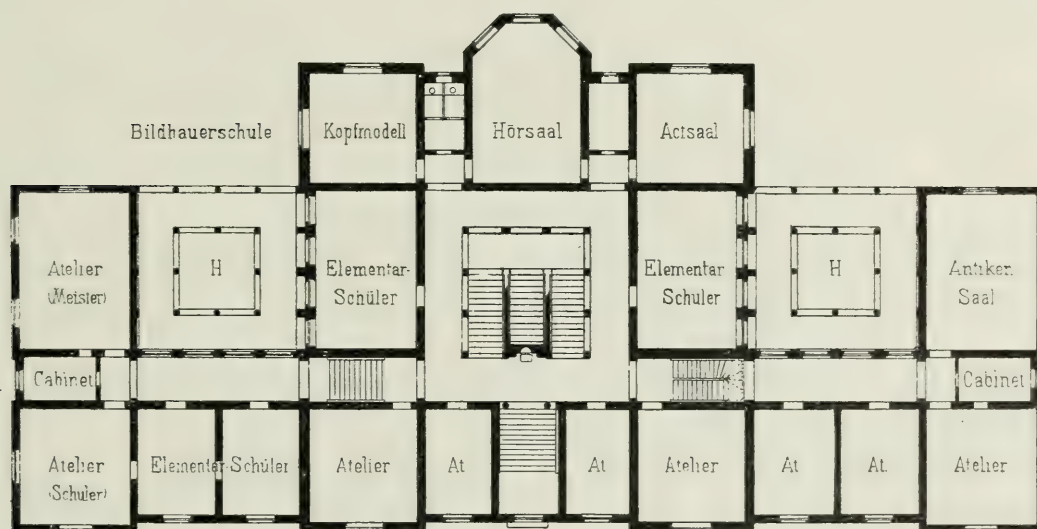 Bildhauerschule
Kopfmodell
Hörsaal
Actsaal
Atelier
(Meister)
H
Elementar-
Schüler
Elementar
Schuler
H
Antiken
Saal
Cabinet
Cabinet
Atelier
(Schuler)
Elementar-Schüler
Atelier
At
At
Atelier
At
At.
Atelier